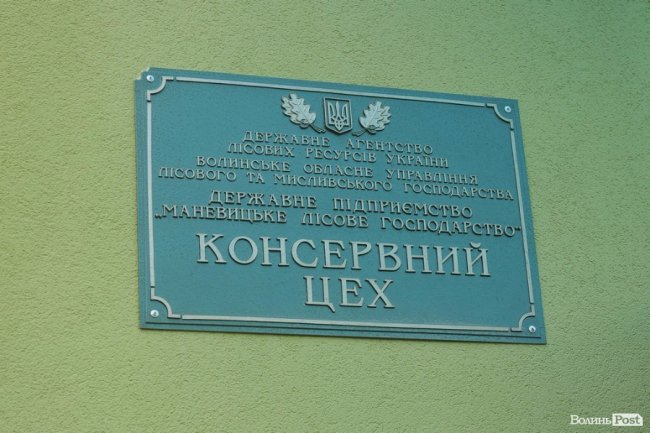 ДЕРЖАВНЕ АГЕНТСТВО
ЛІСОВИХ РЕСУРСІВ УКРАЇНИ
ВОЛИНСЬКЕ ОБЛАСНЕ УПРАВЛІННЯ
ЛІСОВОГО ТА МИСЛИВСЬКОГО ГОСПОДАРСТВА
ДЕРЖАВНЕ ПІДПРИЄМСТВО
„МАНЕВИЦЬКЕ ЛІСОВЕ ГОСПОДАРСТВО“
КОНСЕРВНИЙ
ЦЕХ
ВолиньPost